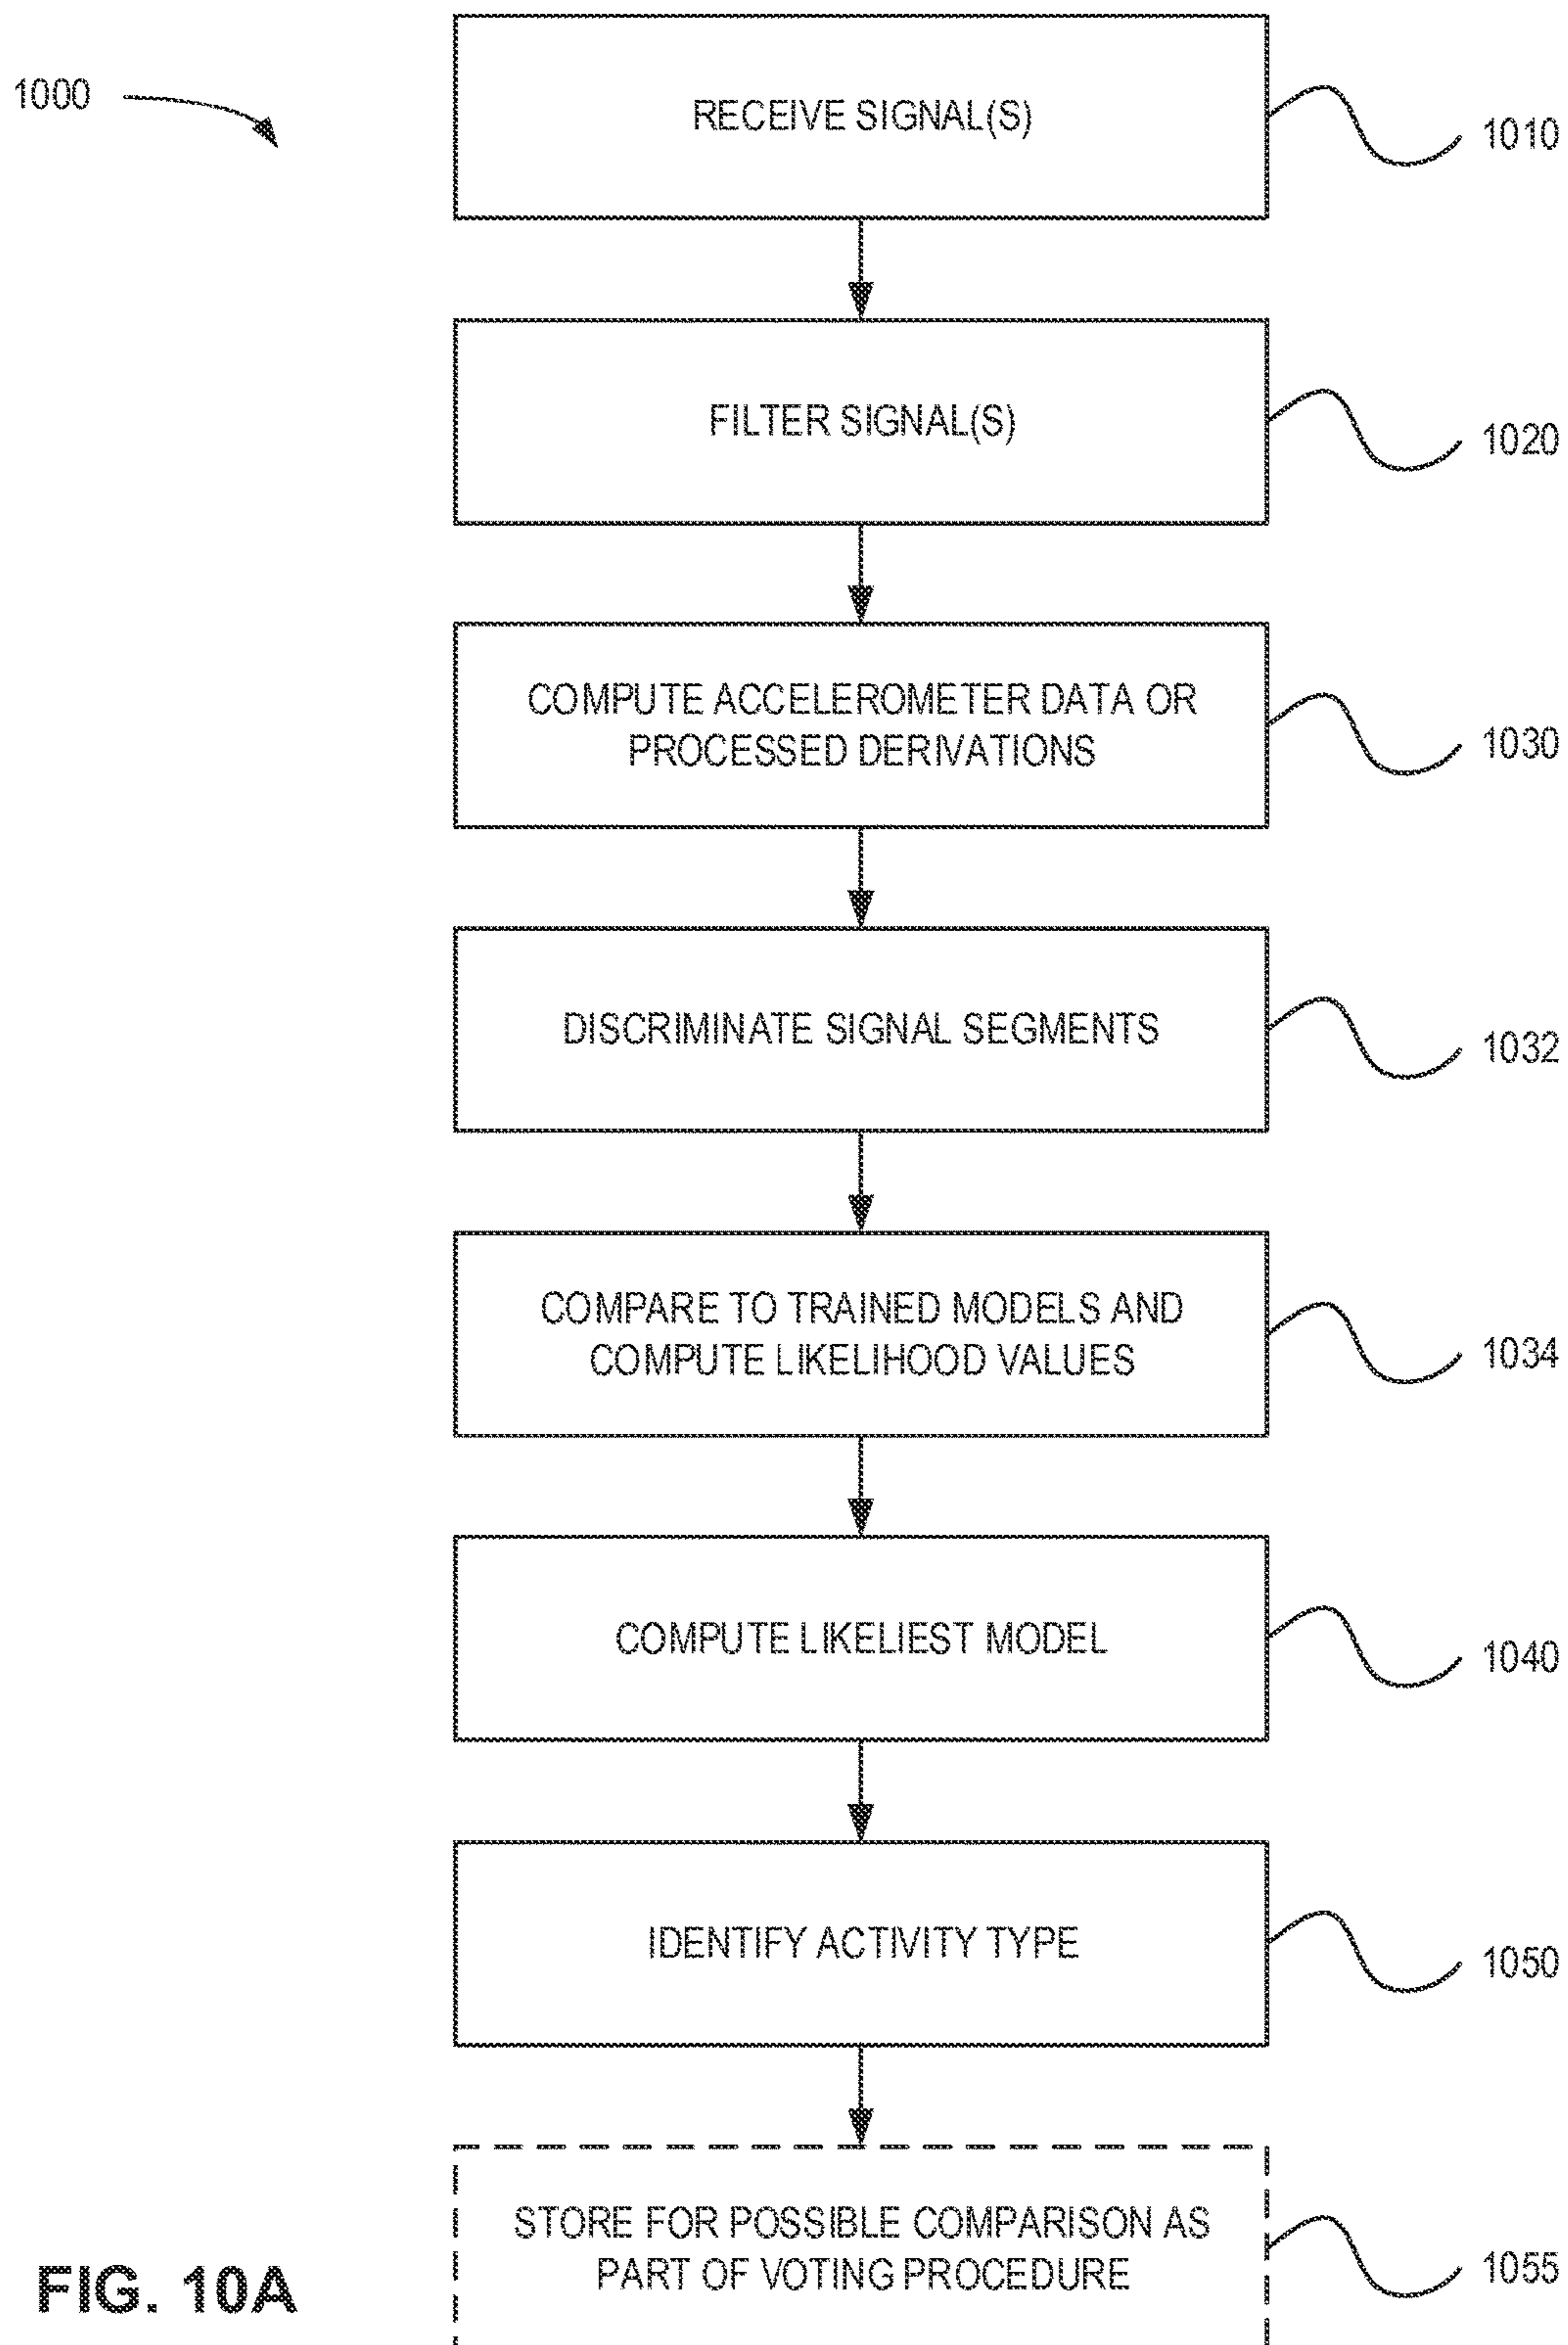 1000
RECEIVE SIGNAL(S)
1010
FILTER SIGNAL(S)
1020
COMPUTE ACCELEROMETER DATA OR
PROCESSED DERIVATIONS
1030
DISCRIMINATE SIGNAL SEGMENTS
1032
COMPARE TO TRAINED MODELS AND
COMPUTE LIKELIHOOD VALUES
1034
COMPUTE LIKELIEST MODEL
1040
IDENTIFY ACTIVITY TYPE
1050
STORE FOR POSSIBLE COMPARISON AS
PART OF VOTING PROCEDURE
1055
FIG. 10A